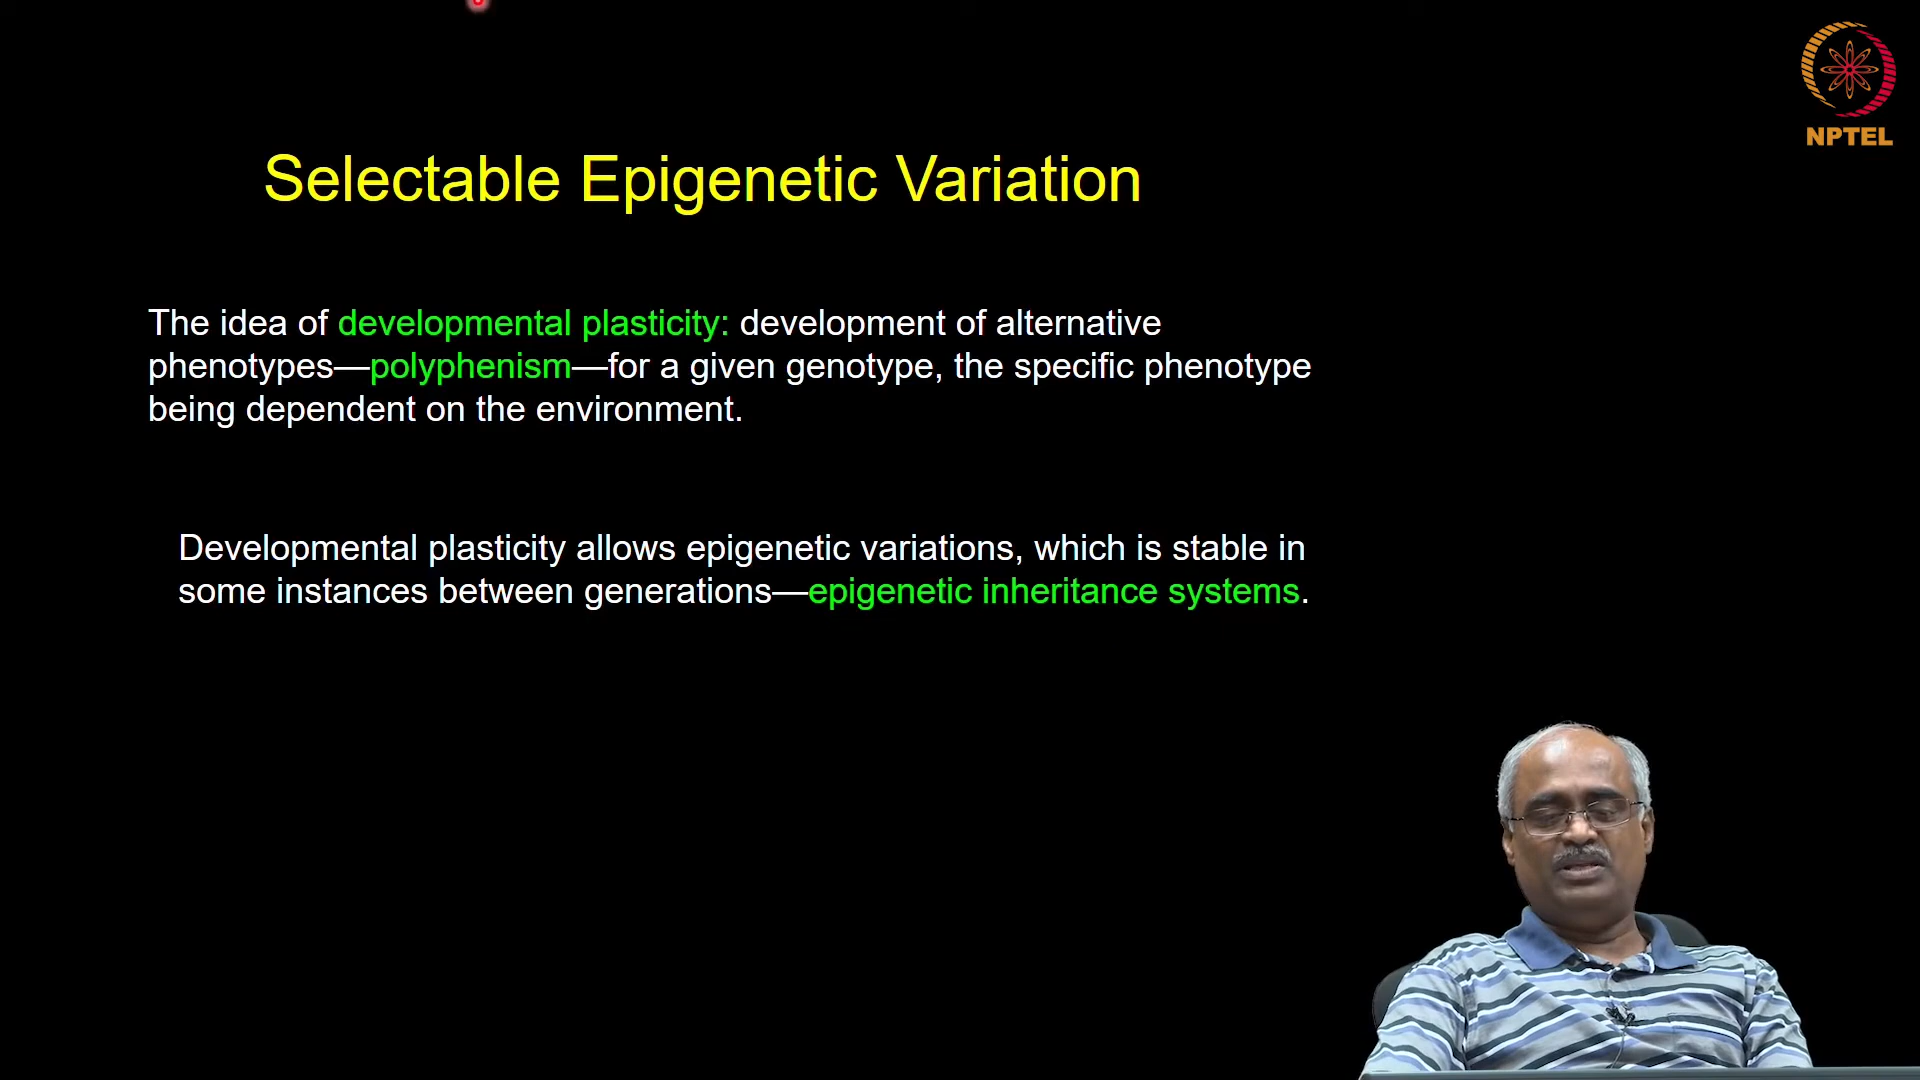 NPTEL
Selectable Epigenetic Variation
The idea of developmental plasticity: development of alternative
phenotypes—polyphenism—for a given genotype, the specific phenotype
being dependent on the environment.
Developmental plasticity allows epigenetic variations, which is stable in
some instances between generations—epigenetic inheritance systems.